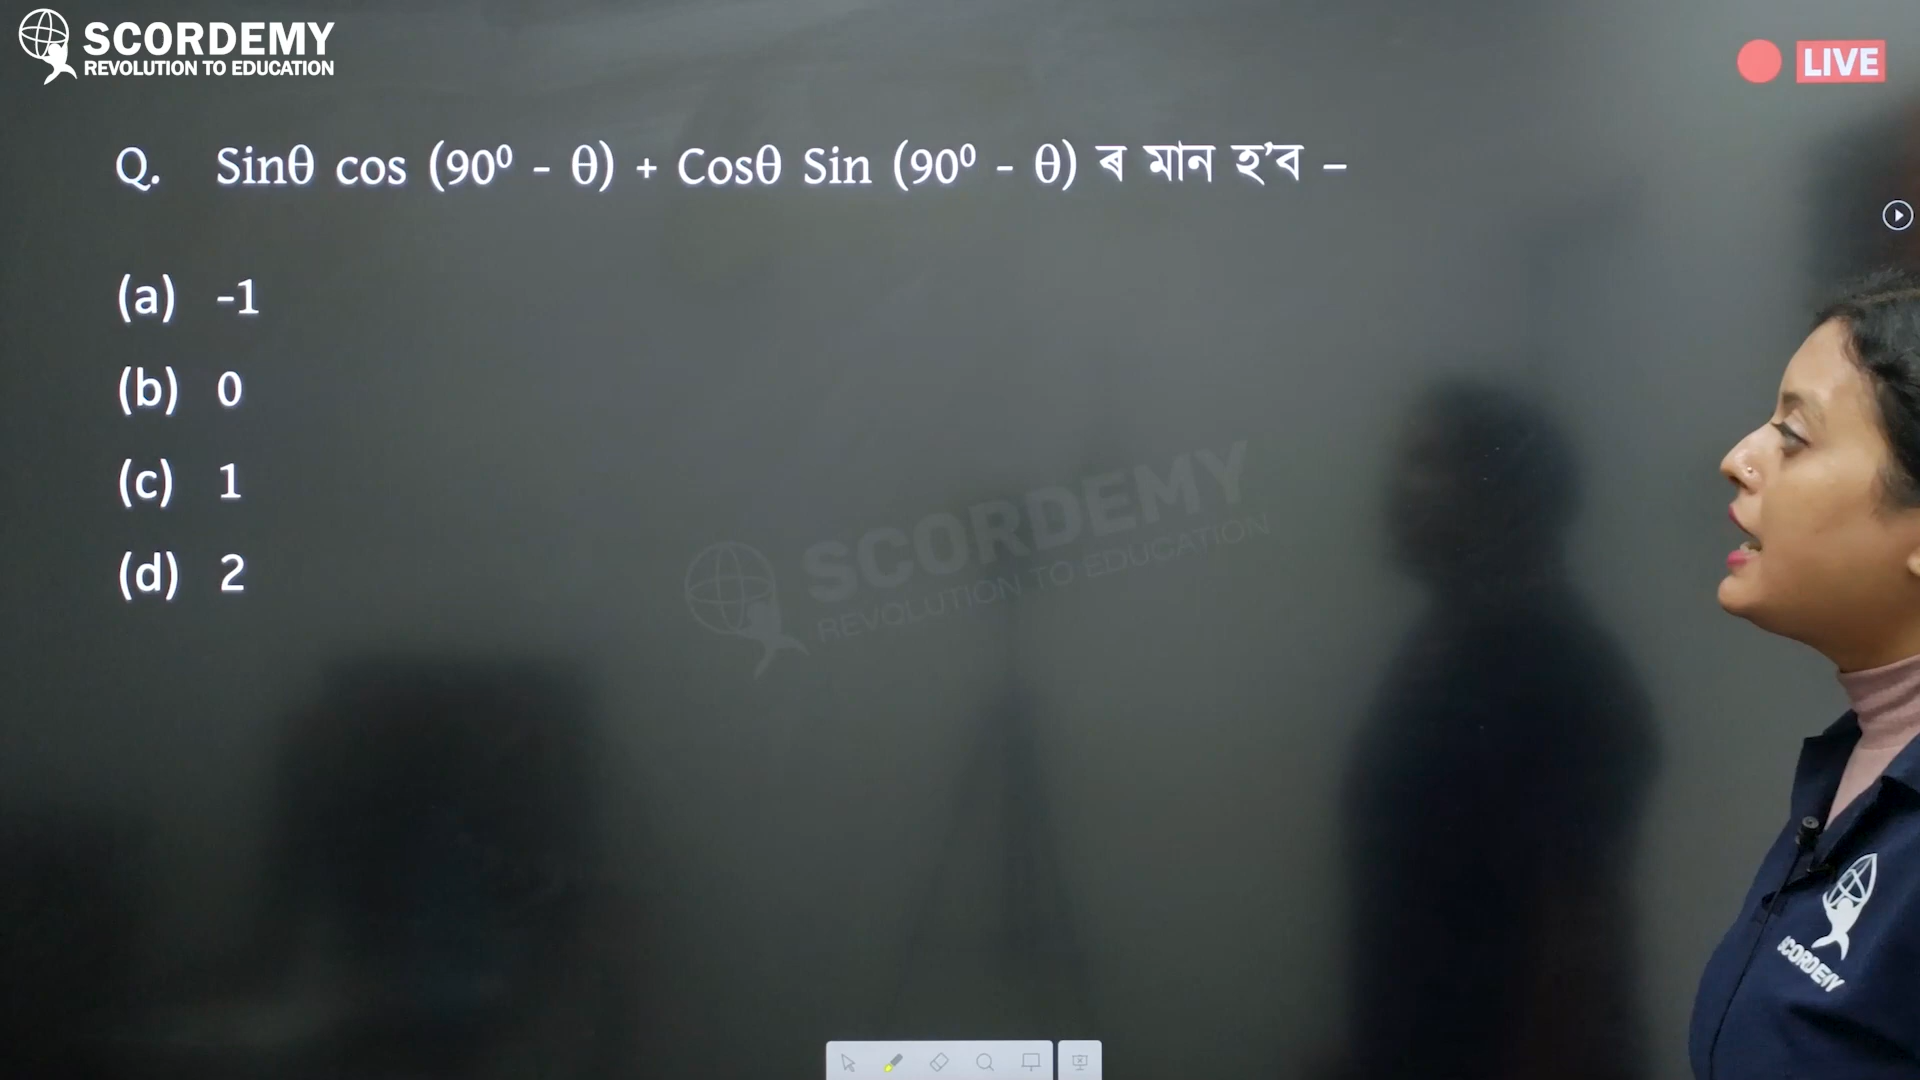 SCORDEMY
REVOLUTION TO EDUCATION
LIVE
Q. Sinθ cos (90⁰ - θ) + Cosθ Sin (90⁰ - θ) ৰ মান হ’ব –
(a) -1
(b) 0
(c) 1
(d) 2
SCORDEMY
REVOLUTION TO EDUCATION
SCORDEMY